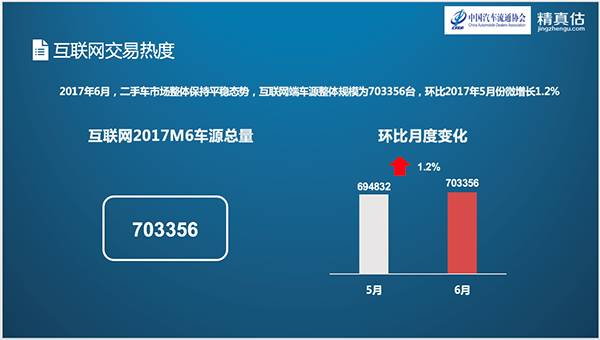 中国汽车流通协会
China Automobile Dealers Association
精真估
jingzhengu.com
互联网交易热度
2017年6月，二手车市场整体保持平稳态势，互联网端车源整体规模为703356台，环比2017年5月份微增长1.2%
互联网2017M6车源总量
环比月度变化
1.2%
694832
703356
703356
5月
6月